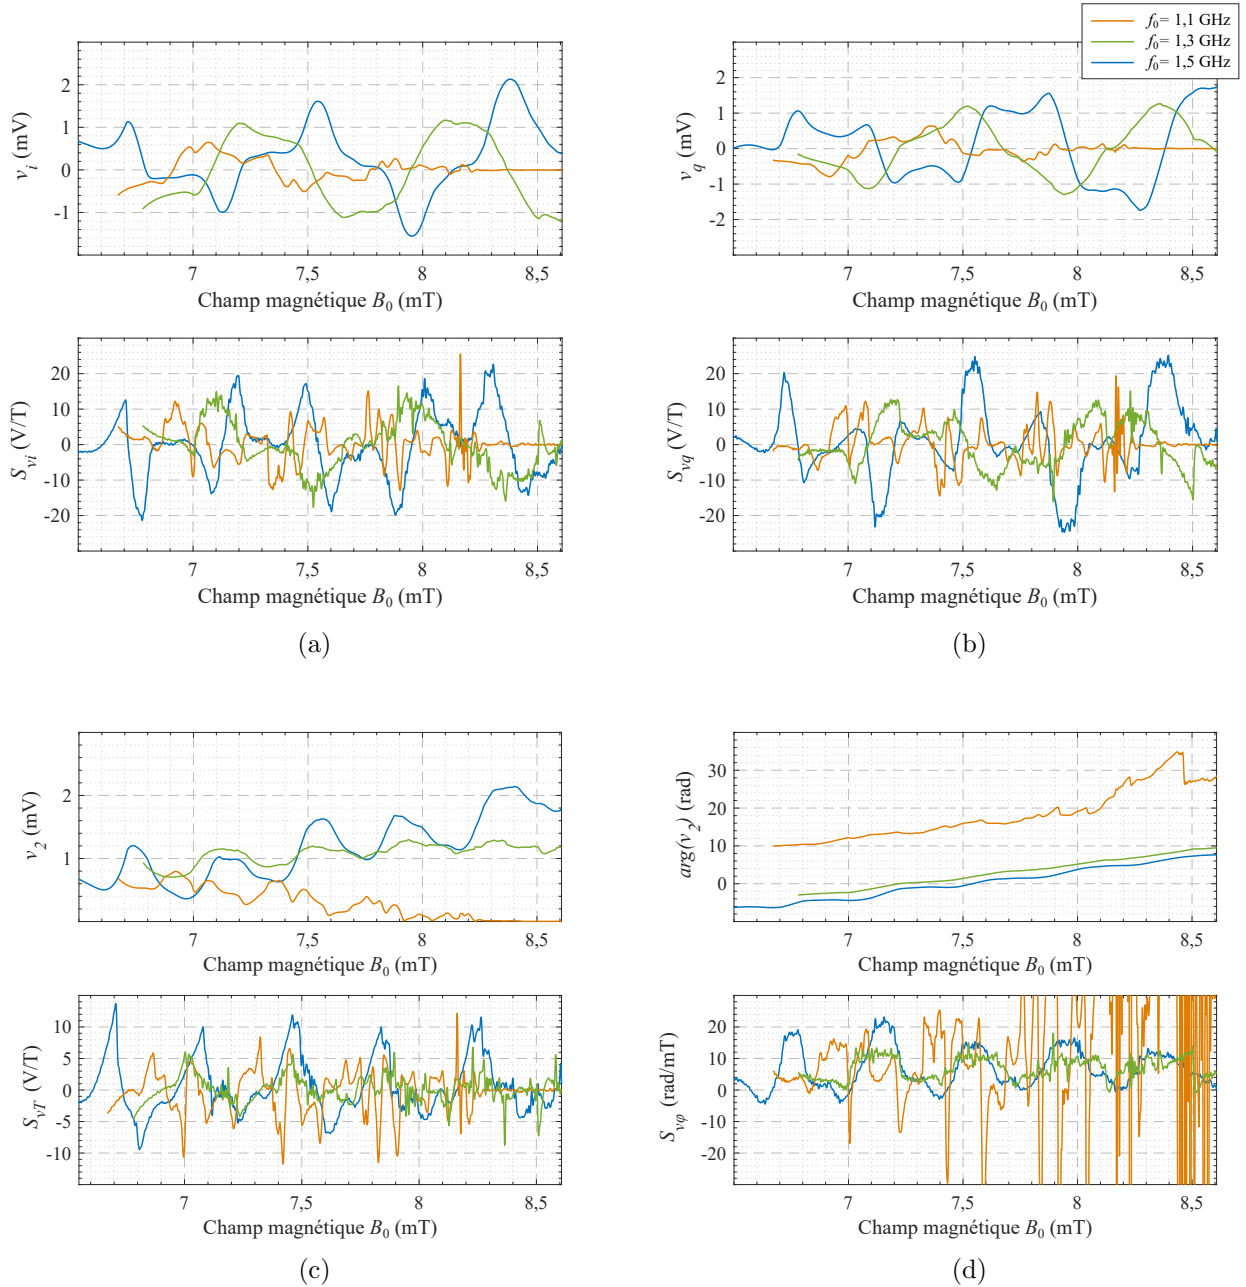 f₀= 1,1 GHz
f₀= 1,3 GHz
f₀= 1,5 GHz
2
1
0
-1
vᵢ (mV)
7
7,5
8
8,5
Champ magnétique B₀ (mT)
2
1
0
-1
-2
v_q (mV)
7
7,5
8
8,5
Champ magnétique B₀ (mT)
20
10
0
-10
-20
S_vi (V/T)
7
7,5
8
8,5
Champ magnétique B₀ (mT)
(a)
20
10
0
-10
-20
S_vq (V/T)
7
7,5
8
8,5
Champ magnétique B₀ (mT)
(b)
2
1
v₂ (mV)
7
7,5
8
8,5
Champ magnétique B₀ (mT)
30
20
10
0
arg(v₂) (rad)
7
7,5
8
8,5
Champ magnétique B₀ (mT)
10
5
0
-5
-10
S_vT (V/T)
7
7,5
8
8,5
Champ magnétique B₀ (mT)
(c)
20
10
0
-10
-20
S_vφ (rad/mT)
7
7,5
8
8,5
Champ magnétique B₀ (mT)
(d)